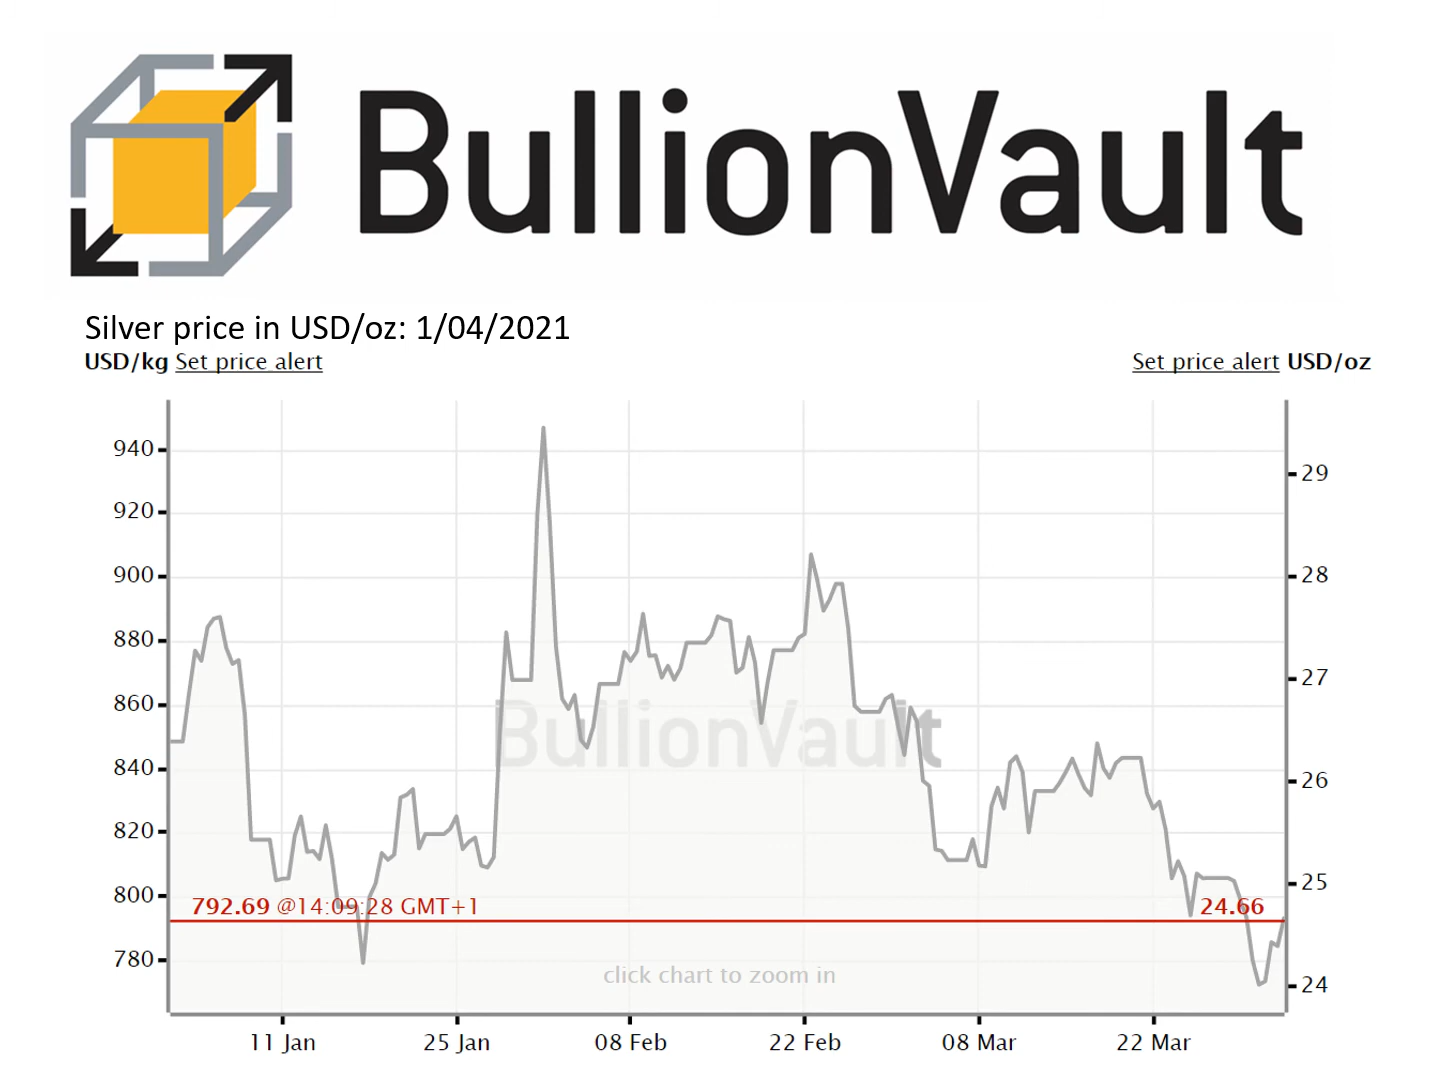 BullionVault
Silver price in USD/oz: 1/04/2021
USD/kg Set price alert
Set price alert USD/oz
940
920
900
880
860
840
820
800
780
29
28
27
26
25
24
BullionVault
792.69 @14:09:28 GMT+1
24.66
click chart to zoom in
11 Jan
25 Jan
08 Feb
22 Feb
08 Mar
22 Mar